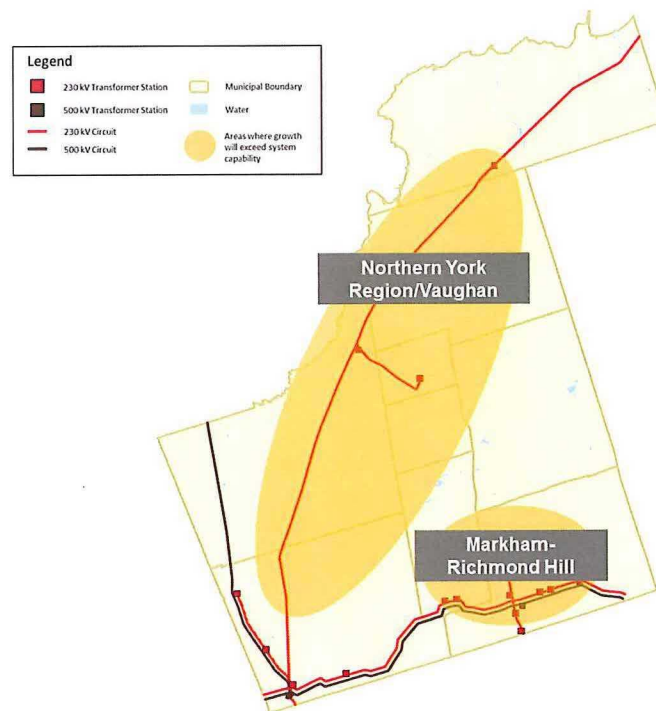 Legend
230 kV Transformer Station
500 kV Transformer Station
230 kV Circuit
500 kV Circuit
Municipal Boundary
Water
Areas where growth
will exceed system
capability
Northern York
Region/Vaughan
Markham-
Richmond Hill